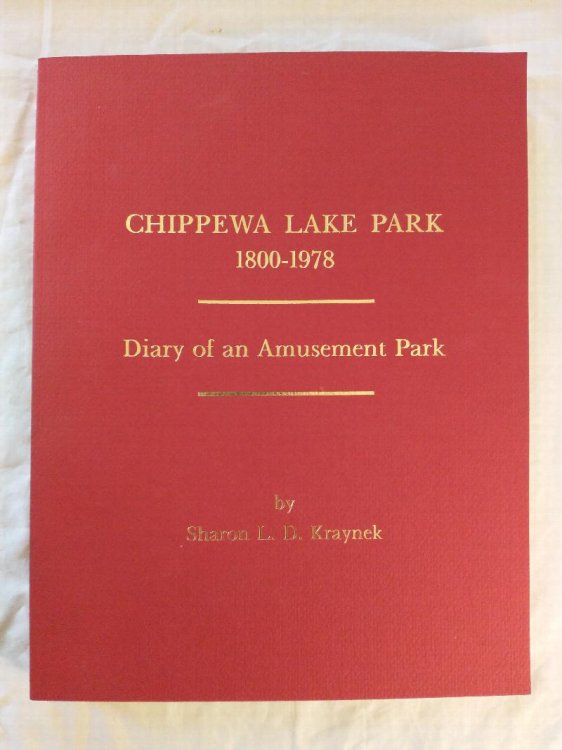 CHIPPEWA LAKE PARK
1800-1978
Diary of an Amusement Park
by
Sharon L. D. Kraynek